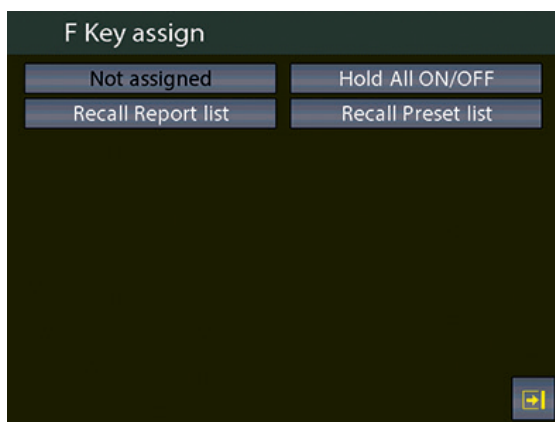 F Key assign
Not assigned
Hold All ON/OFF
Recall Report list
Recall Preset list